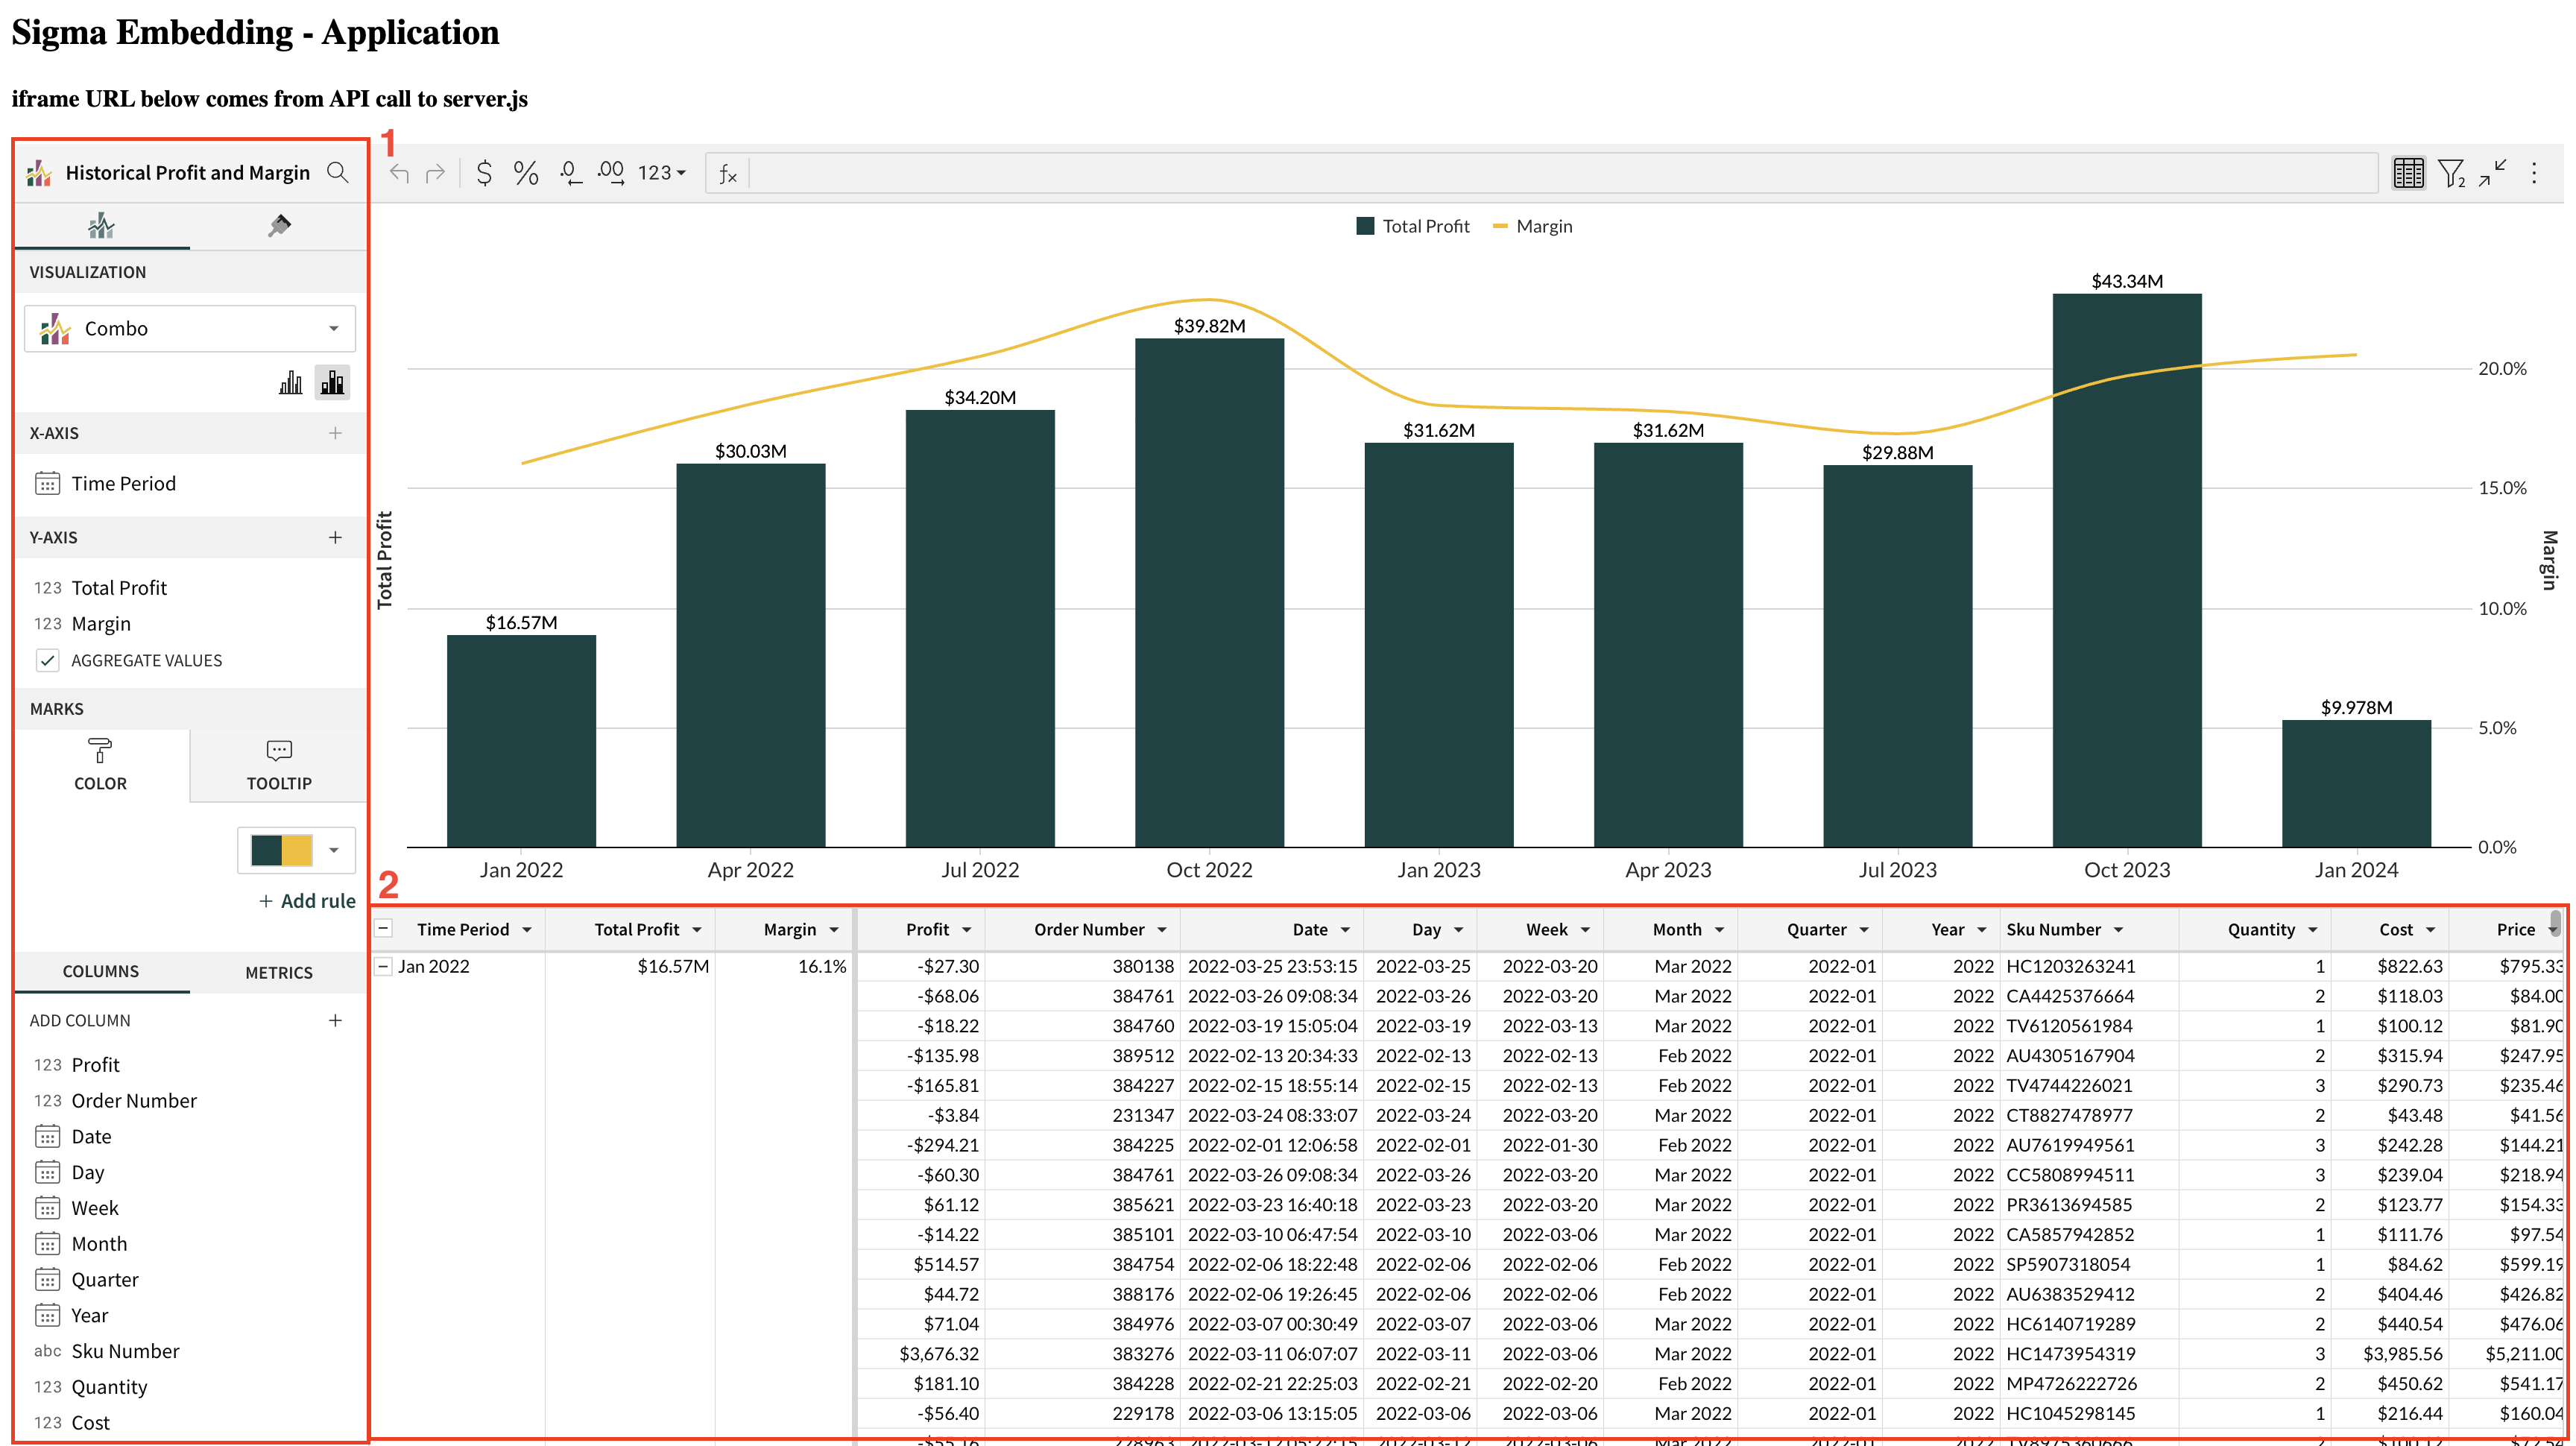 Sigma Embedding - Application
iframe URL below comes from API call to server.js
1
Historical Profit and Margin
$ % .0 .00 123 fx 2
VISUALIZATION
Combo
X-AXIS
Time Period
Y-AXIS
123 Total Profit
123 Margin
AGGREGATE VALUES
MARKS
COLOR TOOLTIP
Add rule
COLUMNS METRICS
ADD COLUMN
123 Profit
123 Order Number
Date
Day
Week
Month
Quarter
Year
abc Sku Number
123 Quantity
123 Cost
Total Profit Margin
Total Profit
$16.57M
$30.03M
$34.20M
$39.82M
$31.62M
$31.62M
$29.88M
$43.34M
$9.978M
20.0%
15.0%
10.0%
5.0%
0.0%
Margin
Jan 2022 Apr 2022 Jul 2022 Oct 2022 Jan 2023 Apr 2023 Jul 2023 Oct 2023 Jan 2024
2
Time Period Total Profit Margin Profit Order Number Date Day Week Month Quarter Year Sku Number Quantity Cost Price
Jan 2022 $16.57M 16.1% -$27.30 380138 2022-03-25 23:53:15 2022-03-25 2022-03-20 Mar 2022 2022-01 2022 HC1203263241 1 $822.63 $795.33
-$68.06 384761 2022-03-26 09:08:34 2022-03-26 2022-03-20 Mar 2022 2022-01 2022 CA4425376664 2 $118.03 $84.00
-$18.22 384760 2022-03-19 15:05:04 2022-03-19 2022-03-13 Mar 2022 2022-01 2022 TV6120561984 1 $100.12 $81.90
-$135.98 389512 2022-02-13 20:34:33 2022-02-13 2022-02-13 Feb 2022 2022-01 2022 AU4305167904 2 $315.94 $247.95
-$165.81 384227 2022-02-15 18:55:14 2022-02-15 2022-02-13 Feb 2022 2022-01 2022 TV4744226021 3 $290.73 $235.46
-$3.84 231347 2022-03-24 08:33:07 2022-03-24 2022-03-20 Mar 2022 2022-01 2022 CT8827478977 2 $43.48 $41.56
-$294.21 384225 2022-02-01 12:06:58 2022-02-01 2022-01-30 Feb 2022 2022-01 2022 AU7619949561 3 $242.28 $144.21
-$60.30 384761 2022-03-26 09:08:34 2022-03-26 2022-03-20 Mar 2022 2022-01 2022 CC5808994511 3 $239.04 $218.94
$61.12 385621 2022-03-23 16:40:18 2022-03-23 2022-03-20 Mar 2022 2022-01 2022 PR3613694585 2 $123.77 $154.33
-$14.22 385101 2022-03-10 06:47:54 2022-03-10 2022-03-06 Mar 2022 2022-01 2022 CA5857942852 1 $111.76 $97.54
$514.57 384754 2022-02-06 18:22:48 2022-02-06 2022-02-06 Feb 2022 2022-01 2022 SP5907318054 1 $84.62 $599.19
$44.72 388176 2022-02-06 19:26:45 2022-02-06 2022-02-06 Feb 2022 2022-01 2022 AU6383529412 2 $404.46 $426.82
$71.04 384976 2022-03-07 00:30:49 2022-03-07 2022-03-06 Mar 2022 2022-01 2022 HC6140719289 2 $440.54 $476.06
$3,676.32 383276 2022-03-11 06:07:07 2022-03-11 2022-03-06 Mar 2022 2022-01 2022 HC1473954319 3 $3,985.56 $5,211.00
$181.10 384228 2022-02-21 22:25:03 2022-02-21 2022-02-20 Feb 2022 2022-01 2022 MP4726222726 2 $450.62 $541.17
-$56.40 229178 2022-03-06 13:15:05 2022-03-06 2022-03-06 Mar 2022 2022-01 2022 HC1045298145 1 $216.44 $160.04